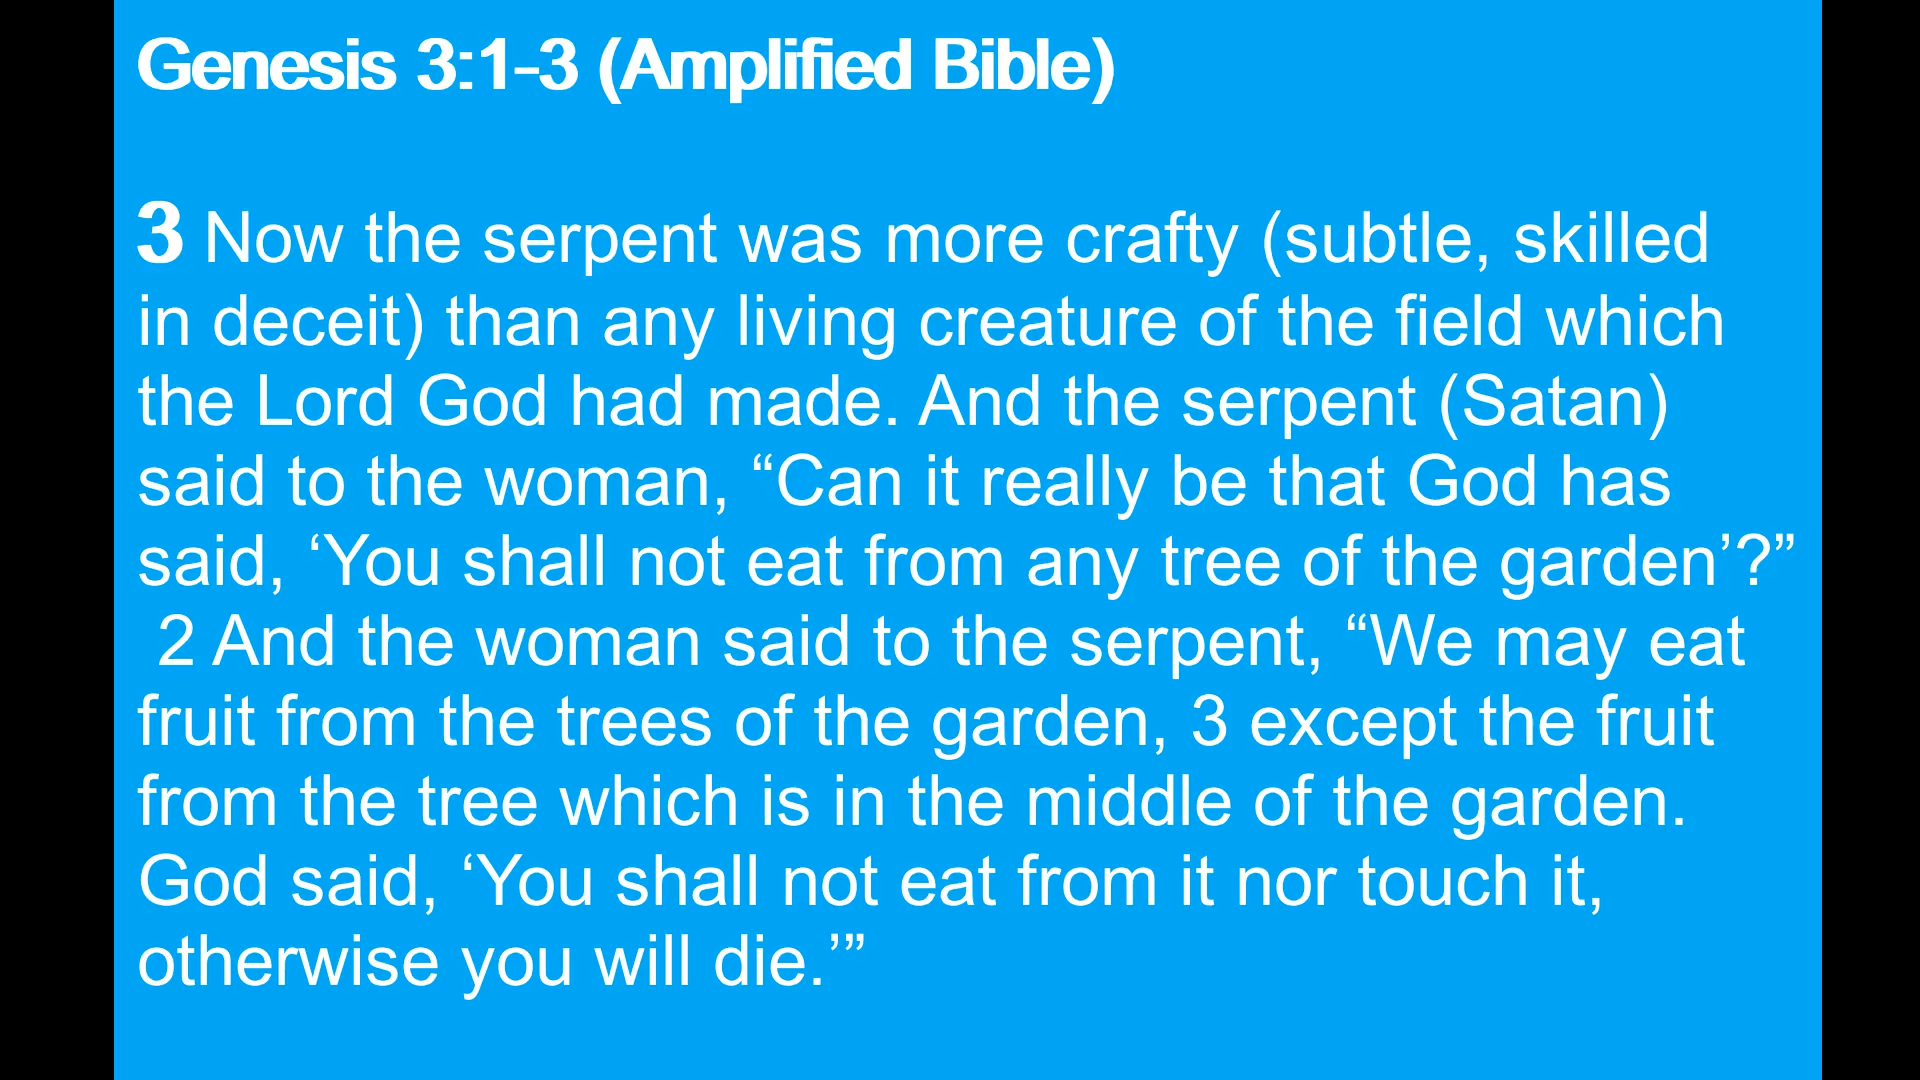 Genesis 3:1-3 (Amplified Bible)
3 Now the serpent was more crafty (subtle, skilled
in deceit) than any living creature of the field which
the Lord God had made. And the serpent (Satan)
said to the woman, “Can it really be that God has
said, ‘You shall not eat from any tree of the garden’?”
2 And the woman said to the serpent, “We may eat
fruit from the trees of the garden, 3 except the fruit
from the tree which is in the middle of the garden.
God said, ‘You shall not eat from it nor touch it,
otherwise you will die.’”